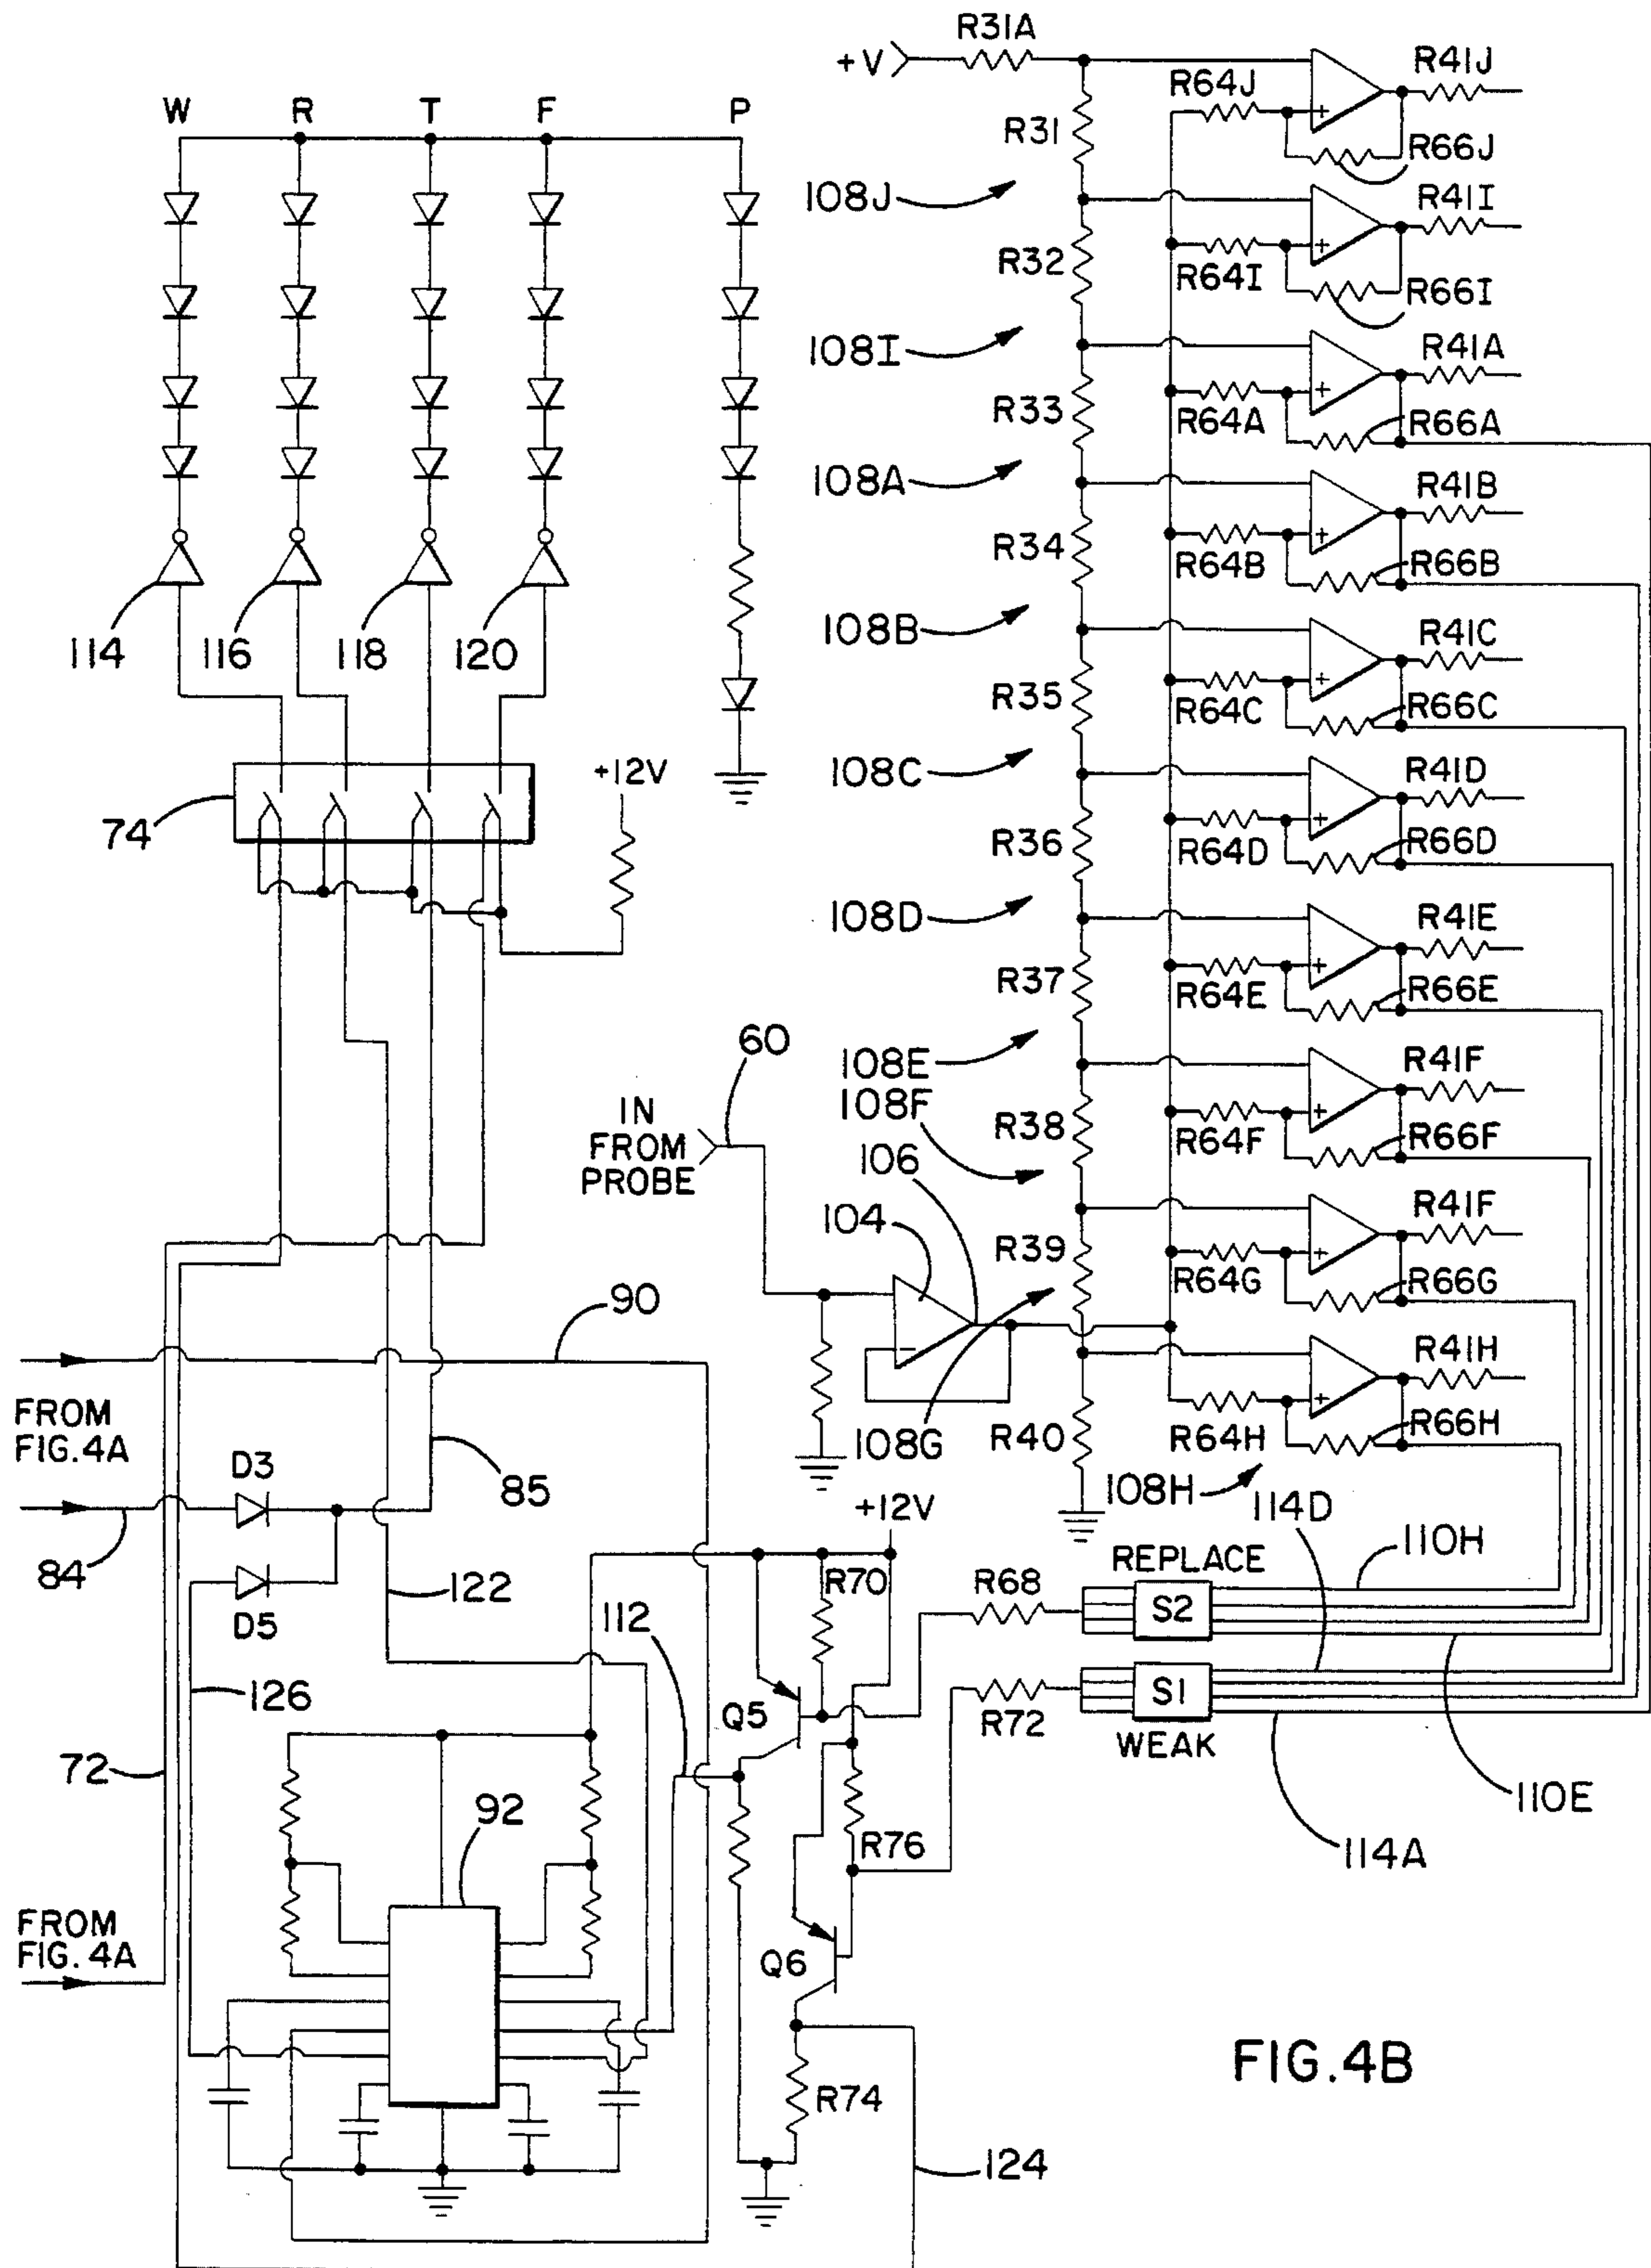 R31A
+V
R64J
R41J
W R T F P
R31
R66J
108J
R41I
R32
R64I
R66I
108I
R41A
R33
R64A
R66A
108A
R41B
R34
R64B
R66B
114 116 118 120
108B
R41C
R35
R64C
R66C
+12V
108C
R41D
74
R36
R64D
R66D
108D
R41E
R37
R64E
R66E
60
108E
R41F
IN
FROM
PROBE
108F
R38
R64F
R66F
106
R41F
104
R39
R64G
R66G
90
R41H
FROM
FIG.4A
108G
R40
R64H
R66H
D3
85
108H
114D
+12V
84
REPLACE
110H
D5
122
R70
R68
S2
112
126
S1
Q5
R72
WEAK
72
110E
92
R76
114A
FROM
FIG. 4A
Q6
FIG.4B
R74
124